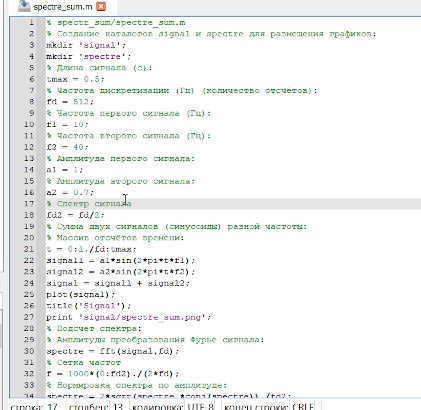 spectre_sum.m
1 % spectr_sum/spectre_sum.m
2 % Создание каталогов signal и spectre для размещения графиков:
3 mkdir 'signal';
4 mkdir 'spectre';
5 % Длина сигнала (с):
6 tmax = 0.5;
7 % Частота дискретизации (Гц) (количество отсчетов):
8 fd = 512;
9 % Частота первого сигнала (Гц):
10 f1 = 10;
11 % Частота второго сигнала (Гц):
12 f2 = 40;
13 % Амплитуда первого сигнала:
14 a1 = 1;
15 % Амплитуда второго сигнала:
16 a2 = 0.7;
17 % Спектр сигнала
18 fd2 = fd/2;
19 % Сумма двух сигналов (синусоиды) разной частоты:
20 % Массив отсчётов времени:
21 t = 0:1./fd:tmax;
22 signal1 = a1*sin(2*pi*t*f1);
23 signal2 = a2*sin(2*pi*t*f2);
24 signal = signal1 + signal2;
25 plot(signal);
26 title('Signal');
27 print 'signal/spectre_sum.png';
28 % Подсчет спектра:
29 % Амплитуды преобразования Фурье сигнала:
30 spectre = fft(signal,fd);
31 % Сетка частот
32 f = 1000*(0:fd2)./(2*fd);
33 % Нормировка спектра по амплитуде:
34 spectre = 2*sqrt(spectre.*conj(spectre))./fd2;
строка: 17 столбец: 13 кодировка: UTF-8 конец строки: CRLF